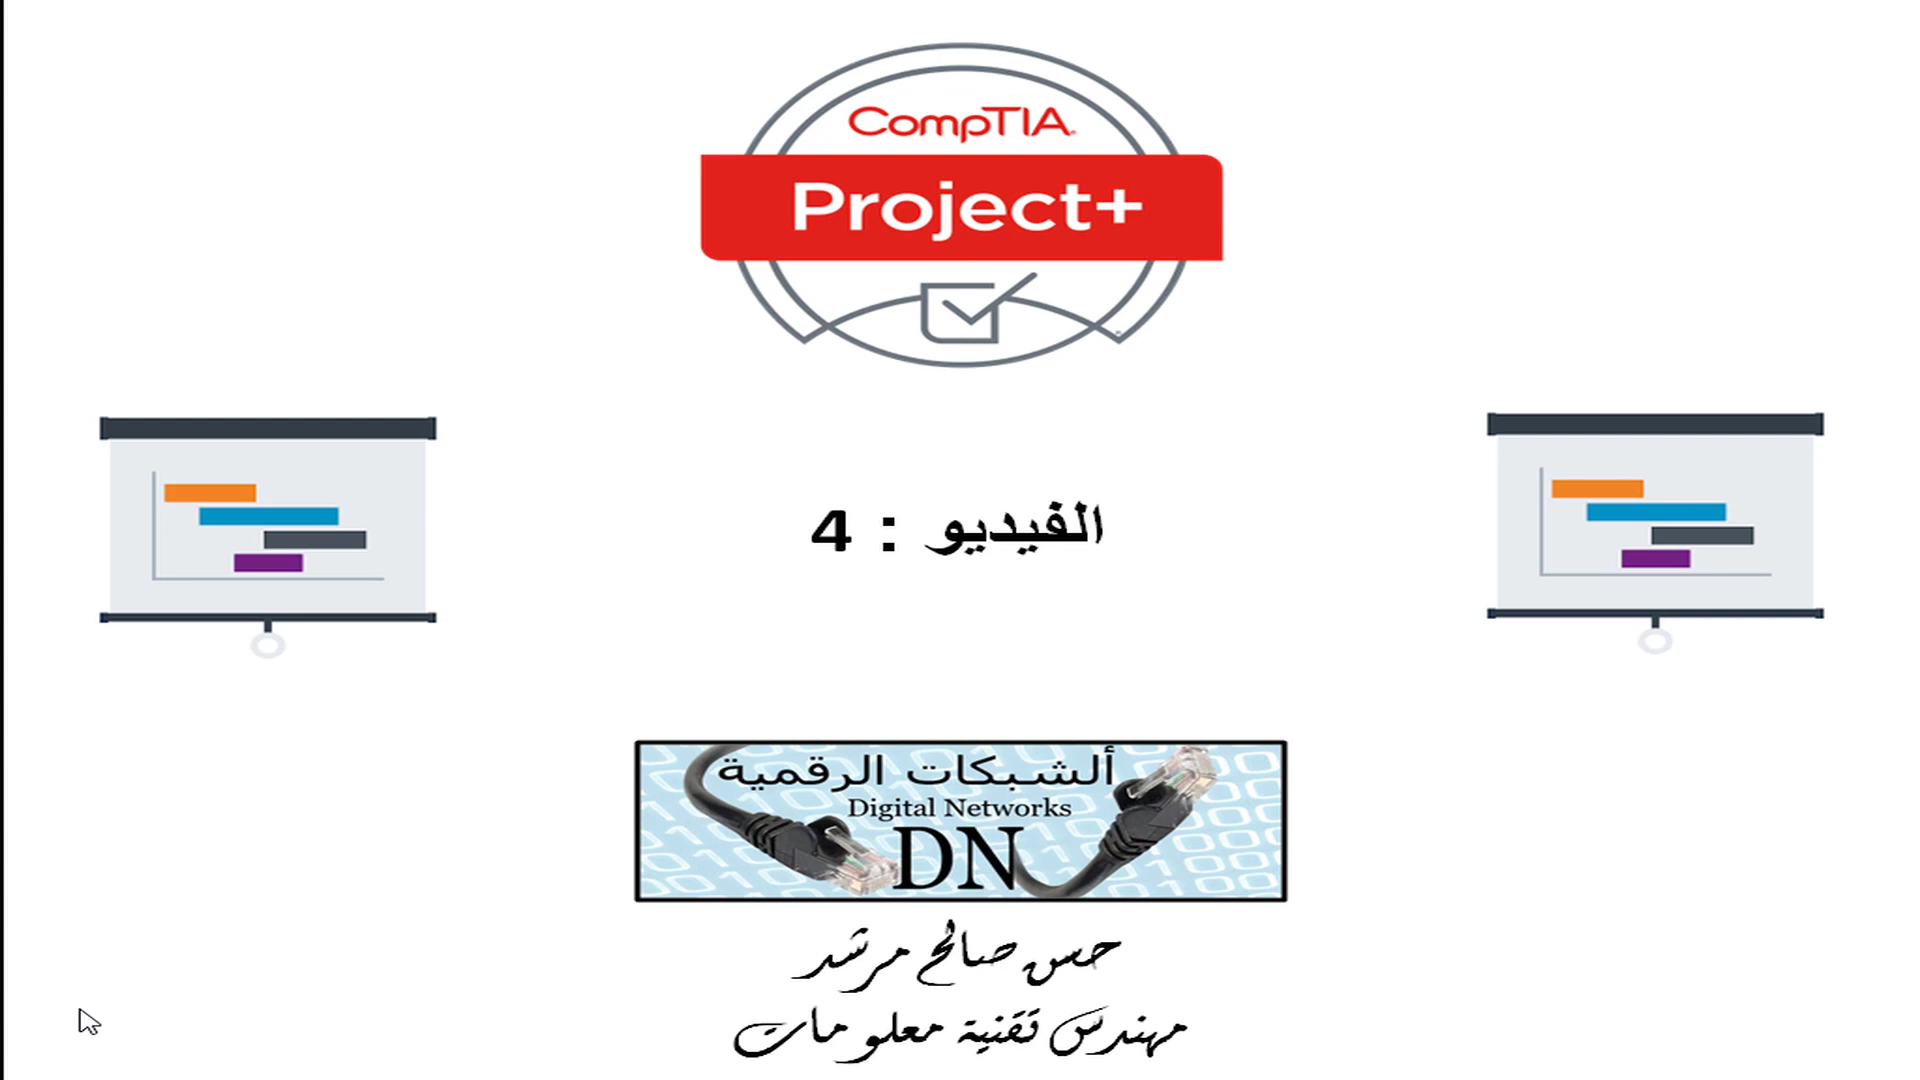 CompTIA.
Project+
الفيديو : 4
ألشبكات الرقمية
Digital Networks
DN
حسن صالح مرشد
مهندس تقنية معلومات